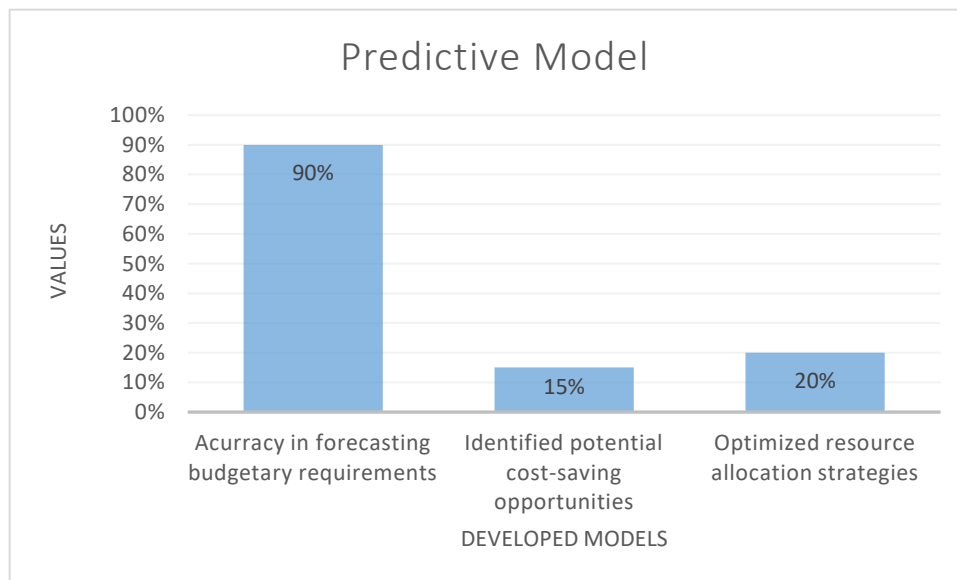 Predictive Model
100%
90%
80%
70%
60%
50%
40%
30%
20%
10%
0%
VALUES
90%
15%
20%
Acurracy in forecasting
budgetary requirements
Identified potential
cost-saving
opportunities
Optimized resource
allocation strategies
DEVELOPED MODELS